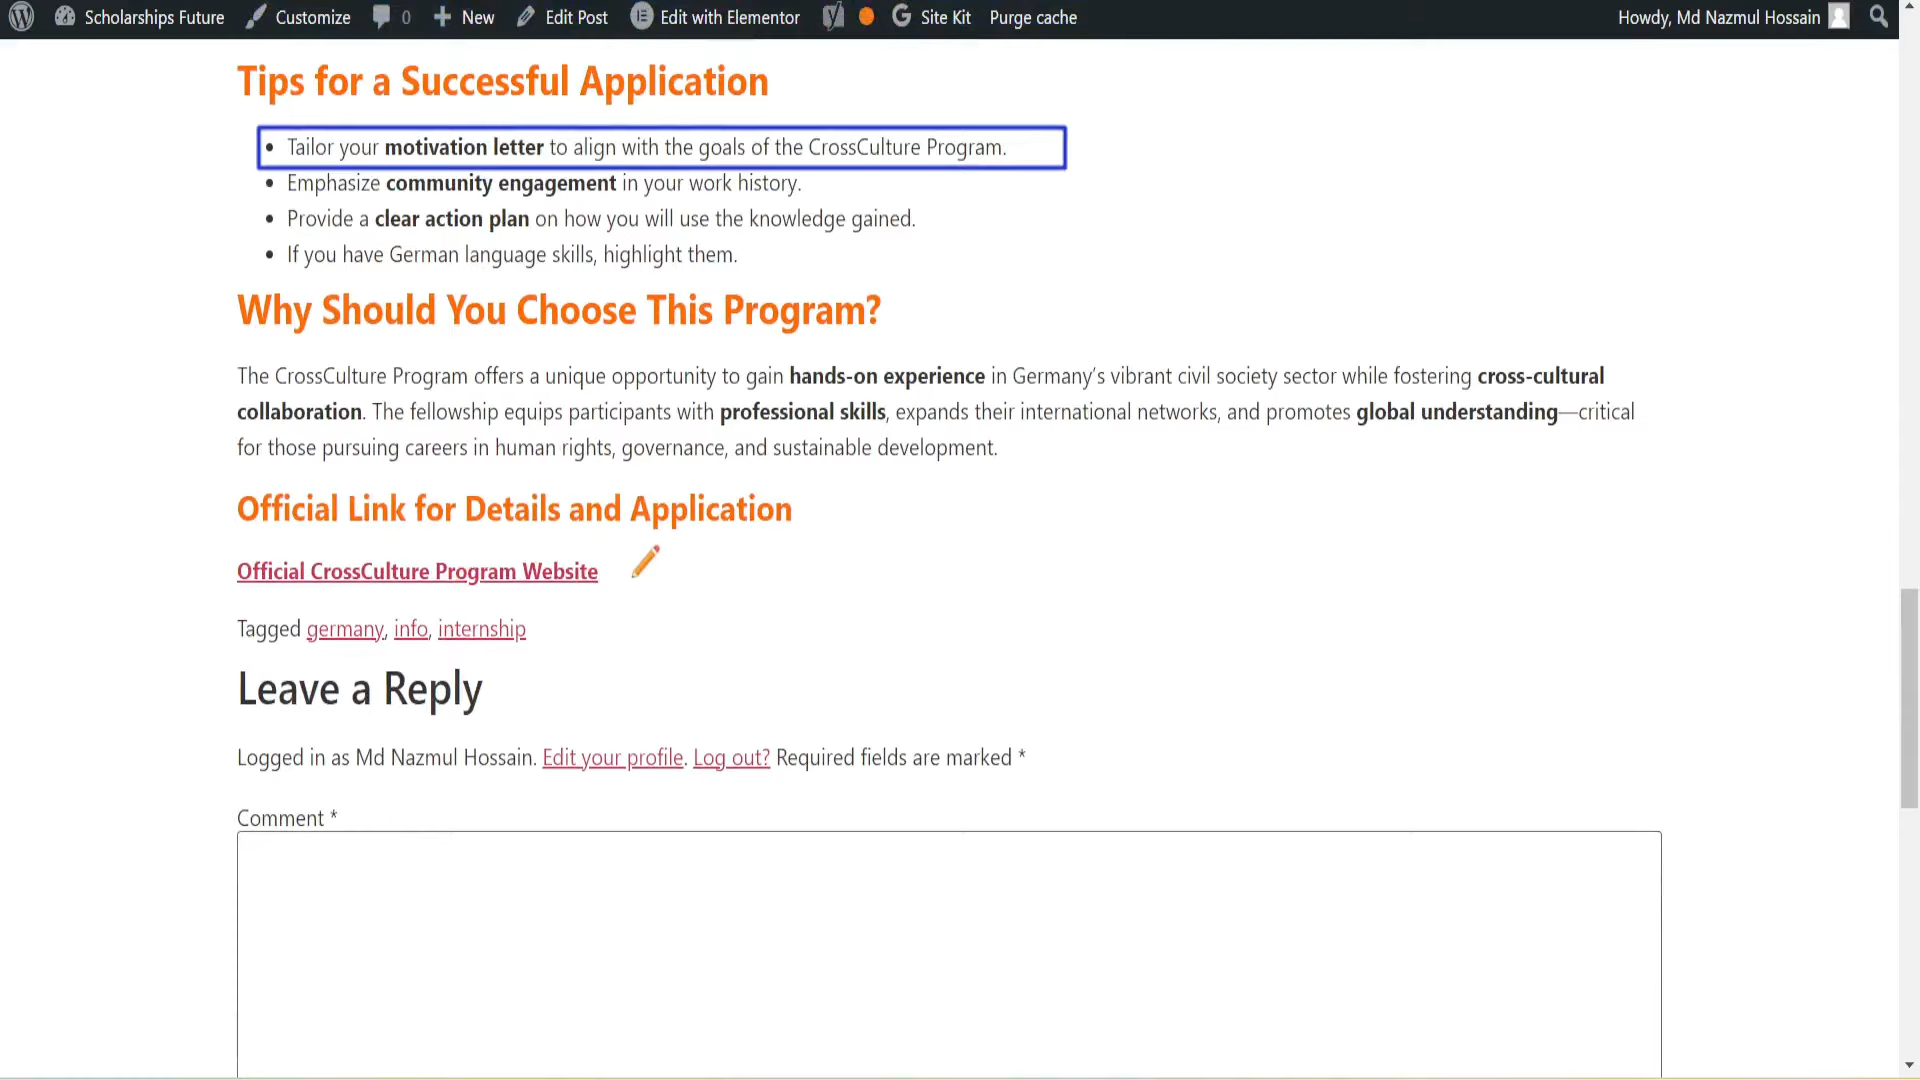 Scholarships Future Customize 0 New Edit Post Edit with Elementor Site Kit Purge cache Howdy, Md Nazmul Hossain
Tips for a Successful Application
• Tailor your motivation letter to align with the goals of the CrossCulture Program.
• Emphasize community engagement in your work history.
• Provide a clear action plan on how you will use the knowledge gained.
• If you have German language skills, highlight them.
Why Should You Choose This Program?
The CrossCulture Program offers a unique opportunity to gain hands-on experience in Germany’s vibrant civil society sector while fostering cross-cultural
collaboration. The fellowship equips participants with professional skills, expands their international networks, and promotes global understanding—critical
for those pursuing careers in human rights, governance, and sustainable development.
Official Link for Details and Application
Official CrossCulture Program Website
Tagged germany, info, internship
Leave a Reply
Logged in as Md Nazmul Hossain. Edit your profile. Log out? Required fields are marked *
Comment *